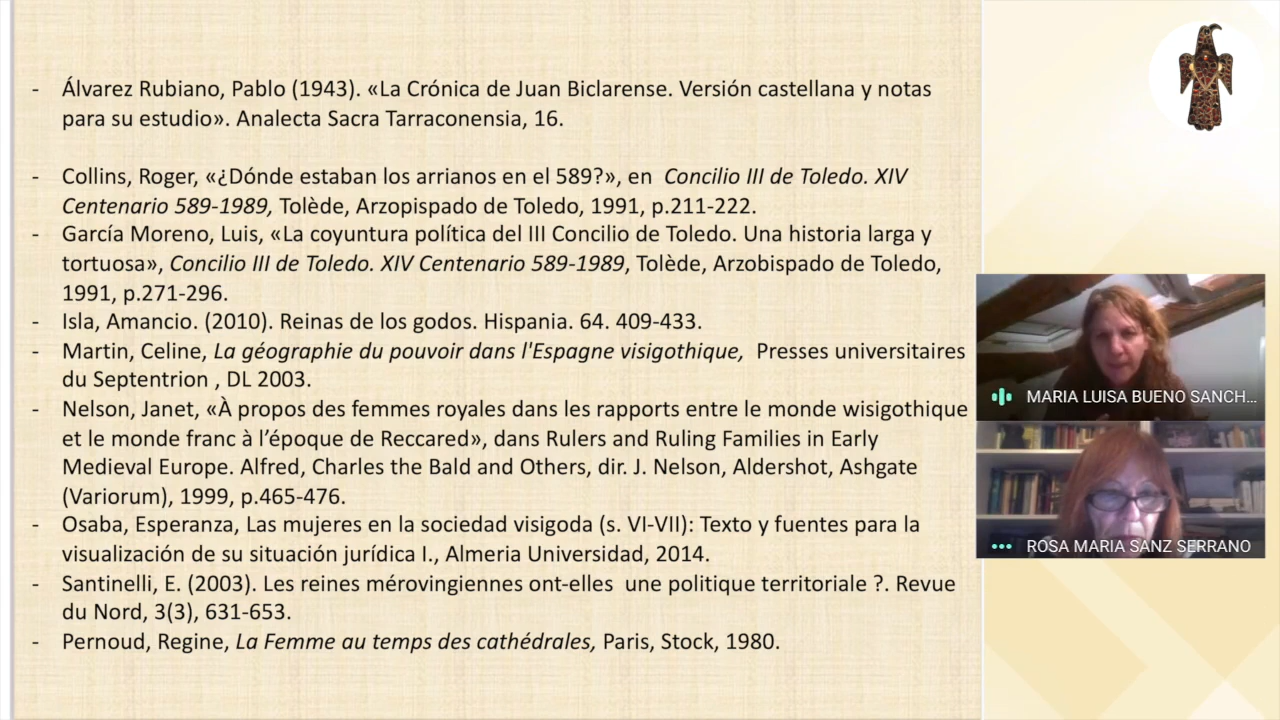 - Álvarez Rubiano, Pablo (1943). «La Crónica de Juan Biclarense. Versión castellana y notas
para su estudio». Analecta Sacra Tarraconensia, 16.
- Collins, Roger, «¿Dónde estaban los arrianos en el 589?», en Concilio III de Toledo. XIV
Centenario 589-1989, Tolède, Arzopispado de Toledo, 1991, p.211-222.
- García Moreno, Luis, «La coyuntura política del III Concilio de Toledo. Una historia larga y
tortuosa», Concilio III de Toledo. XIV Centenario 589-1989, Tolède, Arzobispado de Toledo,
1991, p.271-296.
- Isla, Amancio. (2010). Reinas de los godos. Hispania. 64. 409-433.
- Martin, Celine, La géographie du pouvoir dans l'Espagne visigothique, Presses universitaires
du Septentrion , DL 2003.
- Nelson, Janet, «À propos des femmes royales dans les rapports entre le monde wisigothique
et le monde franc à l’époque de Reccared», dans Rulers and Ruling Families in Early
Medieval Europe. Alfred, Charles the Bald and Others, dir. J. Nelson, Aldershot, Ashgate
(Variorum), 1999, p.465-476.
- Osaba, Esperanza, Las mujeres en la sociedad visigoda (s. VI-VII): Texto y fuentes para la
visualización de su situación jurídica I., Almeria Universidad, 2014.
- Santinelli, E. (2003). Les reines mérovingiennes ont-elles une politique territoriale ?. Revue
du Nord, 3(3), 631-653.
- Pernoud, Regine, La Femme au temps des cathédrales, Paris, Stock, 1980.
MARIA LUISA BUENO SANCH...
ROSA MARIA SANZ SERRANO